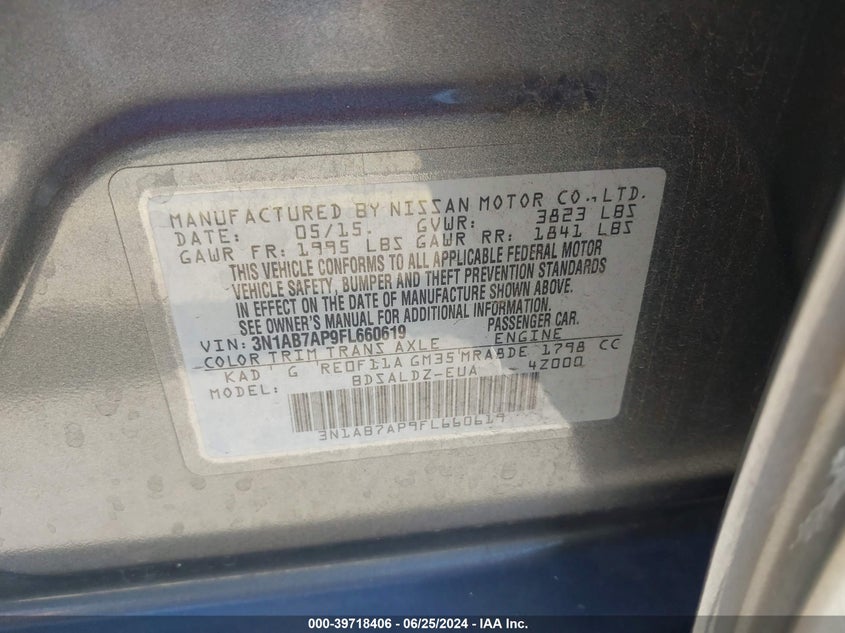 MANUFACTURED BY NISSAN MOTOR CO.,LTD.
DATE: 05/15. GVWR: 3823 LBS
GAWR FR: 1995 LBS GAWR RR: 1841 LBS
THIS VEHICLE CONFORMS TO ALL APPLICABLE FEDERAL MOTOR
VEHICLE SAFETY, BUMPER AND THEFT PREVENTION STANDARDS
IN EFFECT ON THE DATE OF MANUFACTURE SHOWN ABOVE.
SEE OWNER'S MANUAL FOR ADDITIONAL INFORMATION.
VIN: 3N1AB7AP9FL660619 PASSENGER CAR.
COLOR TRIM TRANS AXLE ENGINE
KAD G RE0F11A GM35 MRA8DE 1798 CC
MODEL: BDSALDZ-EUA 4Z000
3N1AB7AP9FL660619
000-39718406 - 06/25/2024 - IAA Inc.